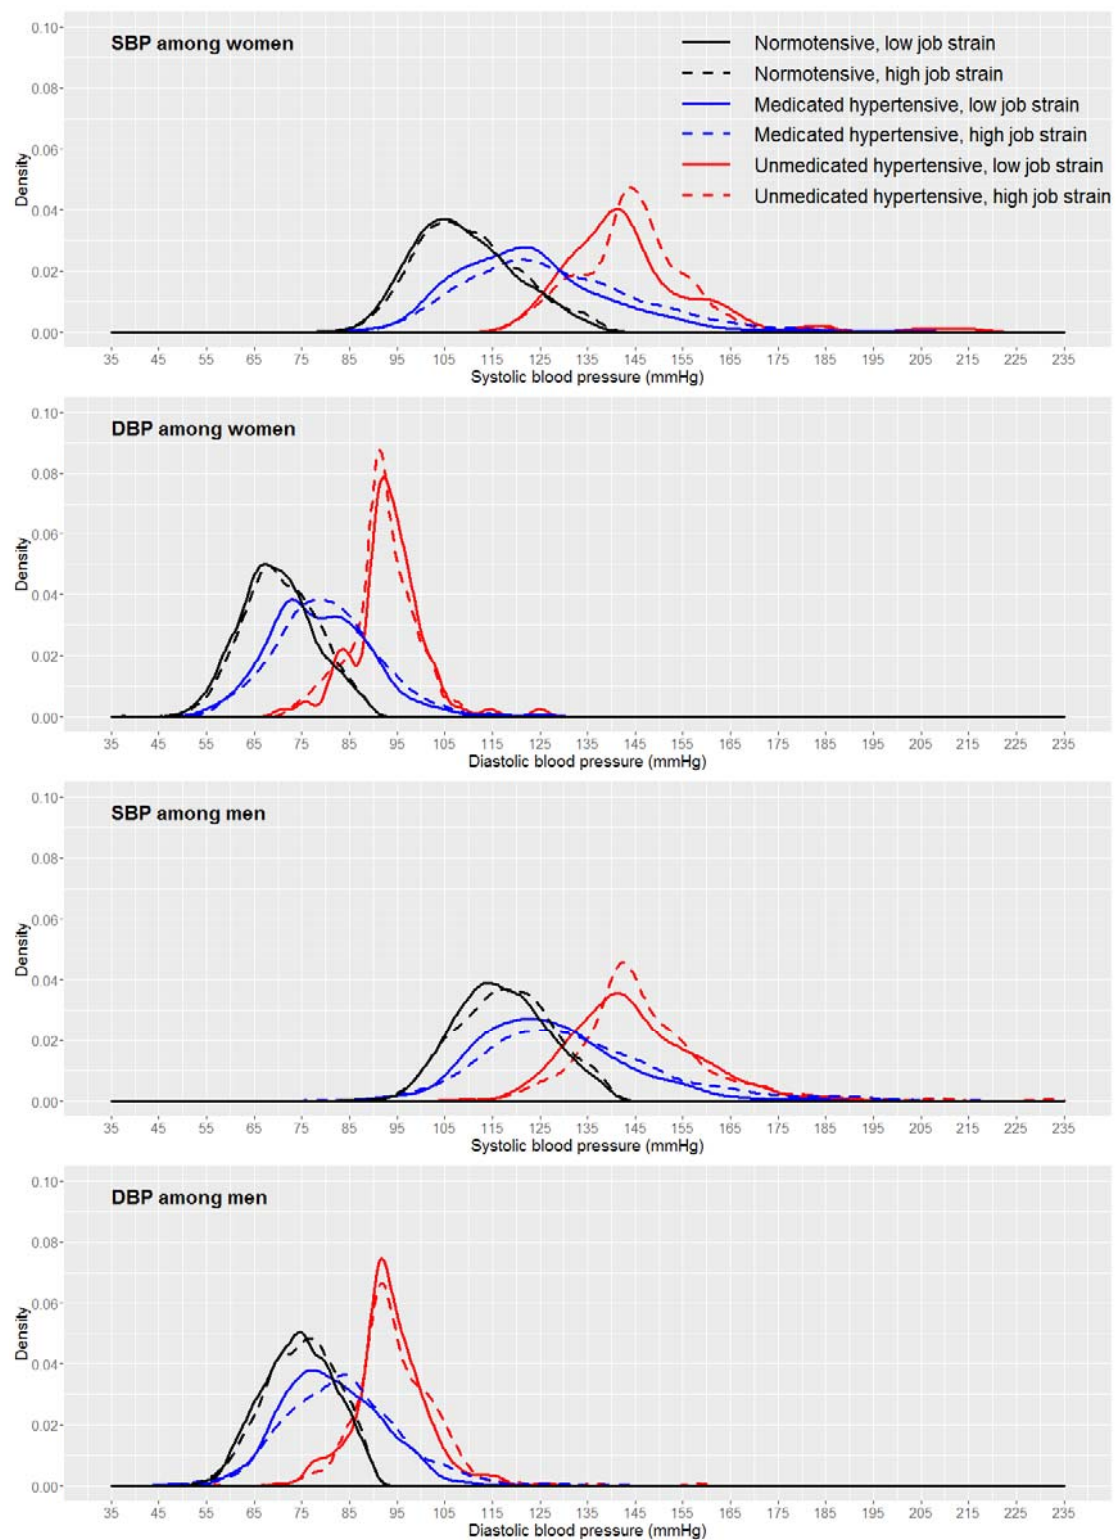 SBP among women
Normotensive, low job strain
Normotensive, high job strain
Medicated hypertensive, low job strain
Medicated hypertensive, high job strain
Unmedicated hypertensive, low job strain
Unmedicated hypertensive, high job strain
Density
0.10
0.08
0.06
0.04
0.02
0.00
35 45 55 65 75 85 95 105 115 125 135 145 155 165 175 185 195 205 215 225 235
Systolic blood pressure (mmHg)
DBP among women
Density
0.10
0.08
0.06
0.04
0.02
0.00
35 45 55 65 75 85 95 105 115 125 135 145 155 165 175 185 195 205 215 225 235
Diastolic blood pressure (mmHg)
SBP among men
Density
0.10
0.08
0.06
0.04
0.02
0.00
35 45 55 65 75 85 95 105 115 125 135 145 155 165 175 185 195 205 215 225 235
Systolic blood pressure (mmHg)
DBP among men
Density
0.10
0.08
0.06
0.04
0.02
0.00
35 45 55 65 75 85 95 105 115 125 135 145 155 165 175 185 195 205 215 225 235
Diastolic blood pressure (mmHg)